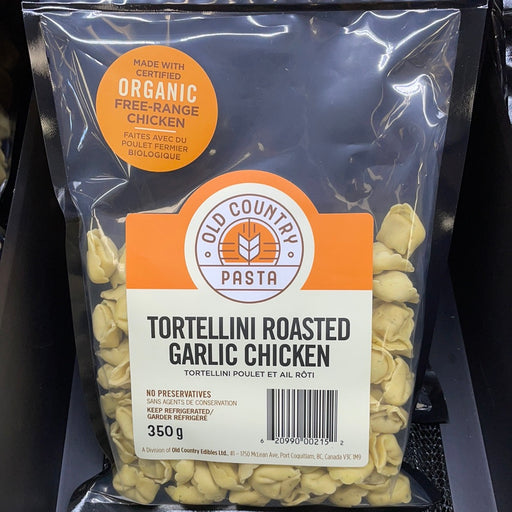 MADE WITH
CERTIFIED
ORGANIC
FREE-RANGE
CHICKEN
FAITES AVEC DU
POULET FERMIER
BIOLOGIQUE
OLD COUNTRY
PASTA
TORTELLINI ROASTED
GARLIC CHICKEN
TORTELLINI POULET ET AIL RÔTI
NO PRESERVATIVES
SANS AGENTS DE CONSERVATION
KEEP REFRIGERATED/
GARDER RÉFRIGÉRÉ
350 g
6 20990 00215 2
A Division of Old Country Edibles Ltd., #1 - 1750 McLean Ave, Port Coquitlam, BC, Canada V3C 1M9